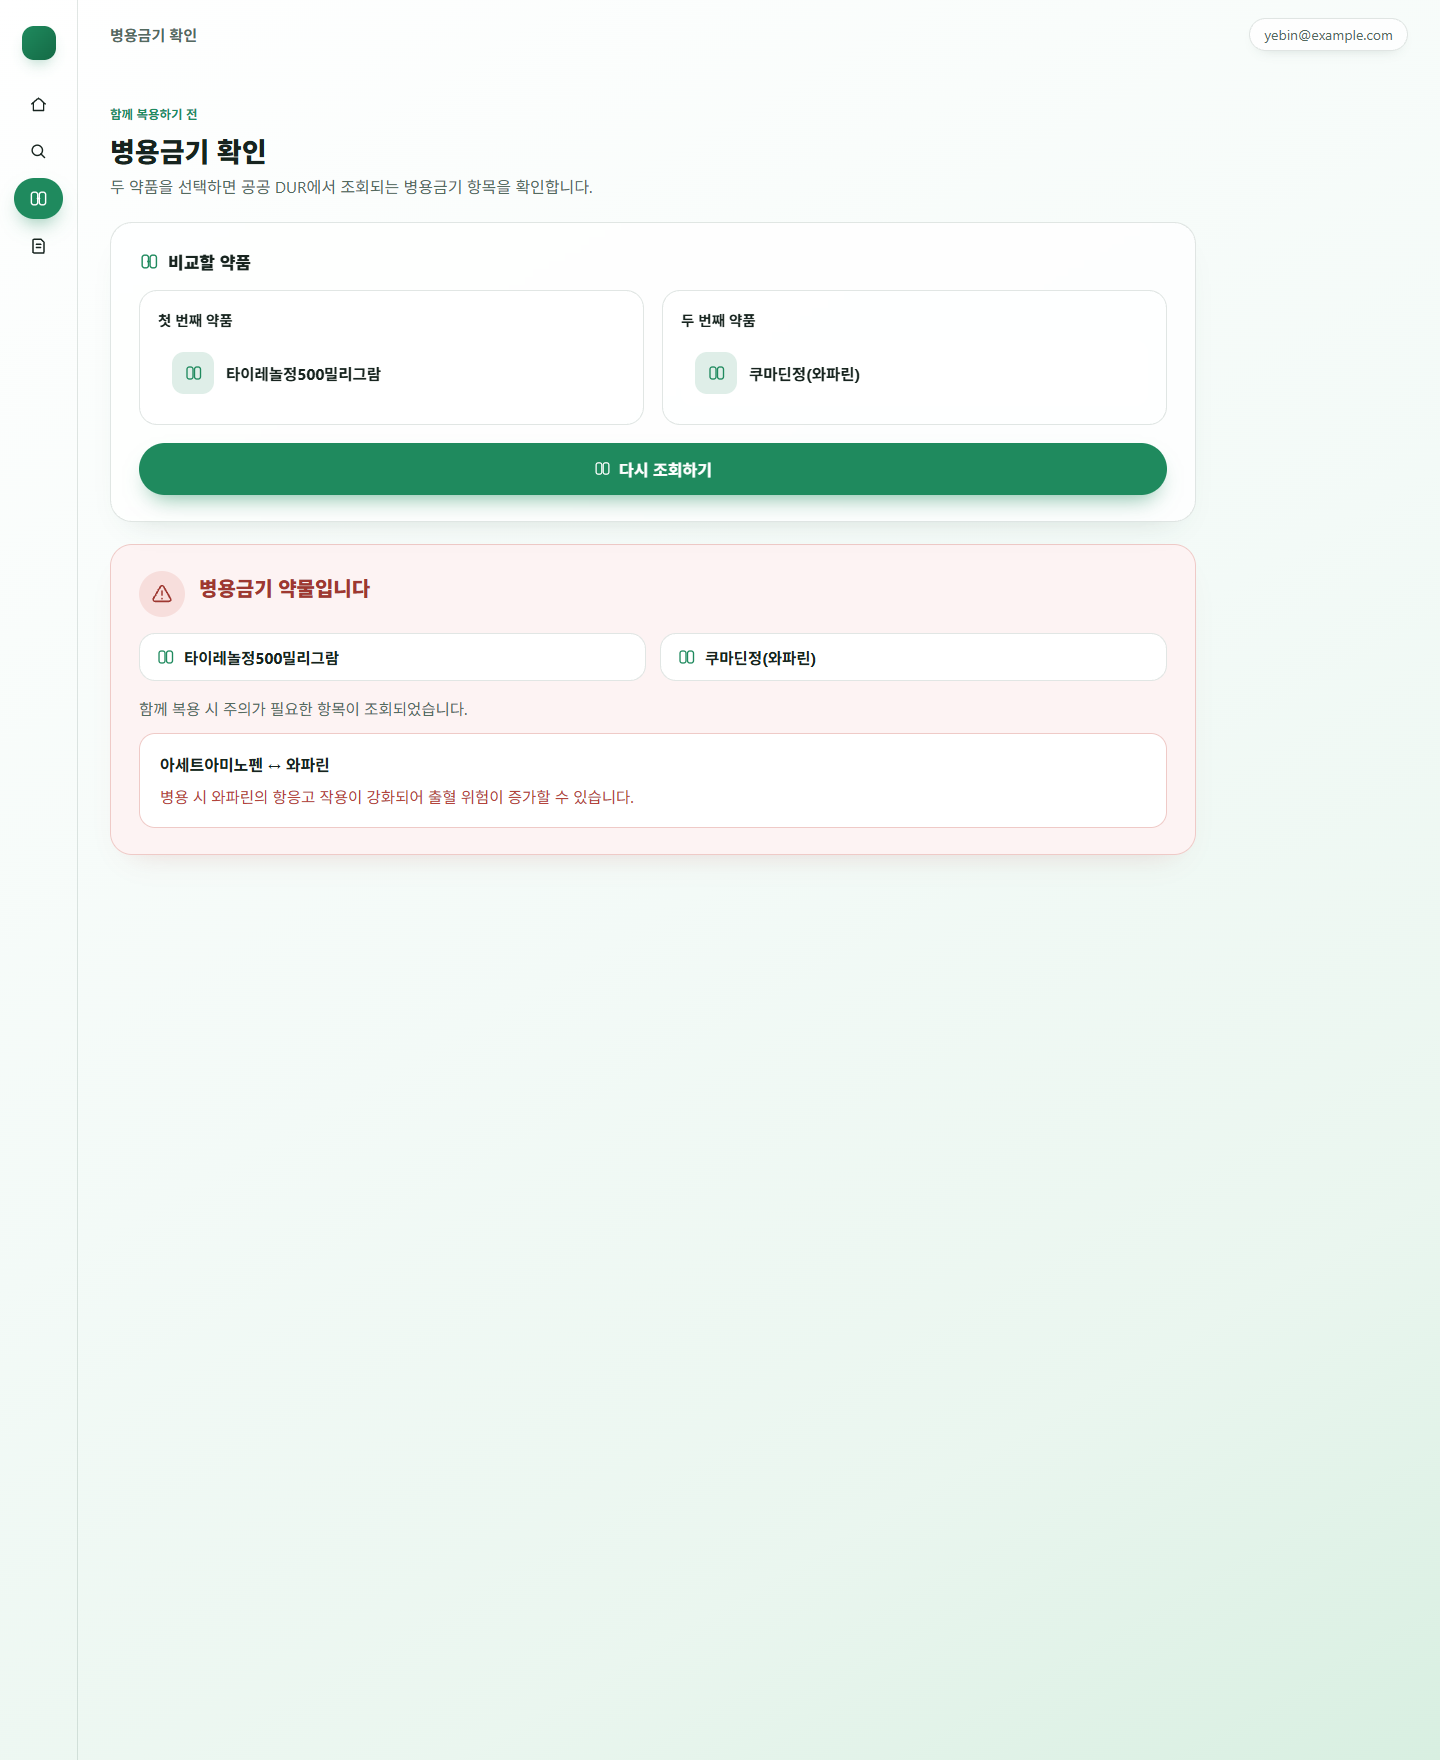 병용금기 확인
yebin@example.com
함께 복용하기 전
병용금기 확인
두 약품을 선택하면 공공 DUR에서 조회되는 병용금기 항목을 확인합니다.
비교할 약품
첫 번째 약품
타이레놀정500밀리그람
두 번째 약품
쿠마딘정(와파린)
다시 조회하기
병용금기 약물입니다
타이레놀정500밀리그람
쿠마딘정(와파린)
함께 복용 시 주의가 필요한 항목이 조회되었습니다.
아세트아미노펜 ↔ 와파린
병용 시 와파린의 항응고 작용이 강화되어 출혈 위험이 증가할 수 있습니다.